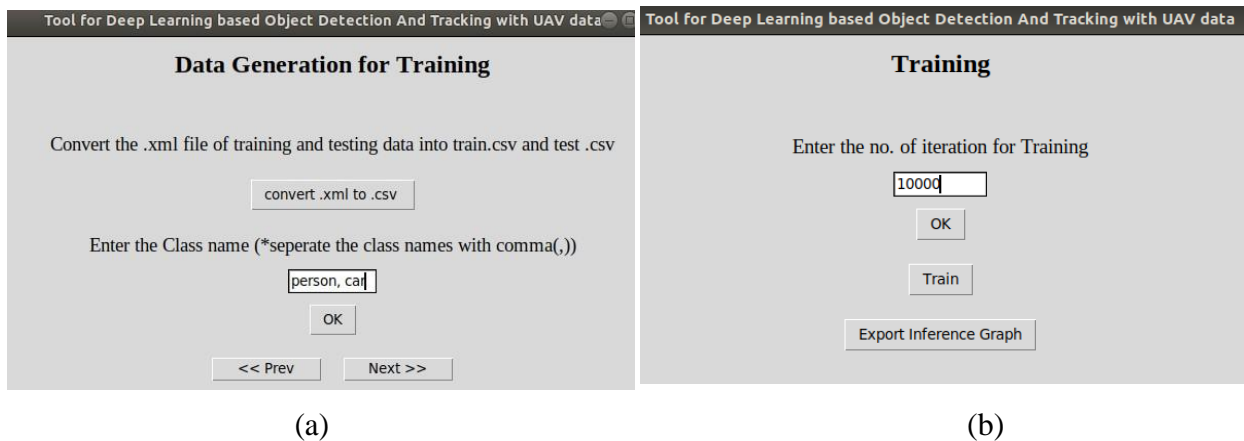 Tool for Deep Learning based Object Detection And Tracking with UAV data
Data Generation for Training
Convert the .xml file of training and testing data into train.csv and test .csv
convert .xml to .csv
Enter the Class name (*seperate the class names with comma(,))
person, car
OK
<< Prev
Next >>
(a)
Tool for Deep Learning based Object Detection And Tracking with UAV data
Training
Enter the no. of iteration for Training
10000
OK
Train
Export Inference Graph
(b)